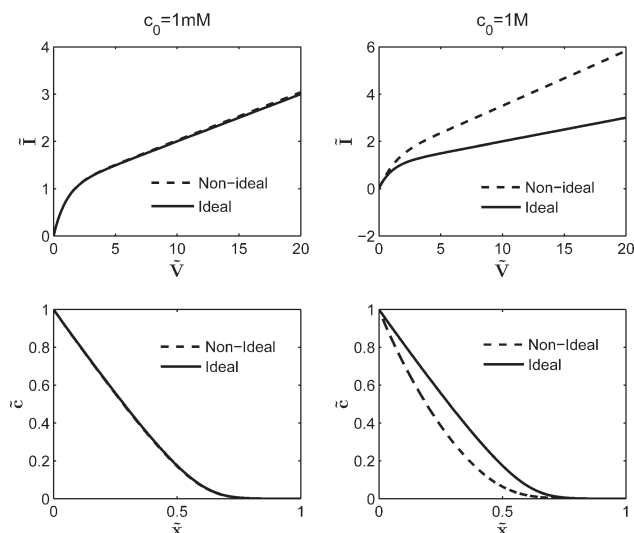 c₀=1mM
4
3
2
1
0
0 5 10 15 20
Ĩ
Ṽ
Non-ideal
Ideal
c₀=1M
6
4
2
0
−2
0 5 10 15 20
Ĩ
Ṽ
Non-ideal
Ideal
1
0.8
0.6
0.4
0.2
0
0 0.5 1
c̃
x̃
Non-Ideal
Ideal
1
0.8
0.6
0.4
0.2
0
0 0.5 1
c̃
x̃
Non-Ideal
Ideal